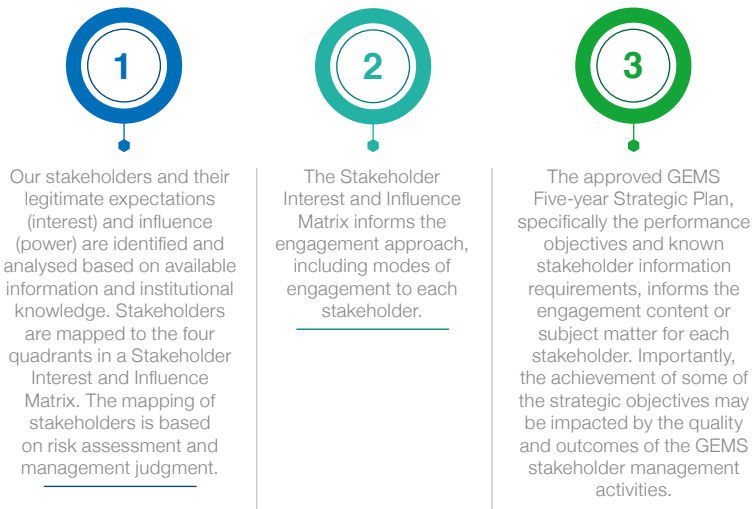 1
Our stakeholders and their
legitimate expectations
(interest) and influence
(power) are identified and
analysed based on available
information and institutional
knowledge. Stakeholders
are mapped to the four
quadrants in a Stakeholder
Interest and Influence
Matrix. The mapping of
stakeholders is based
on risk assessment and
management judgment.
2
The Stakeholder
Interest and Influence
Matrix informs the
engagement approach,
including modes of
engagement to each
stakeholder.
3
The approved GEMS
Five-year Strategic Plan,
specifically the performance
objectives and known
stakeholder information
requirements, informs the
engagement content or
subject matter for each
stakeholder. Importantly,
the achievement of some of
the strategic objectives may
be impacted by the quality
and outcomes of the GEMS
stakeholder management
activities.